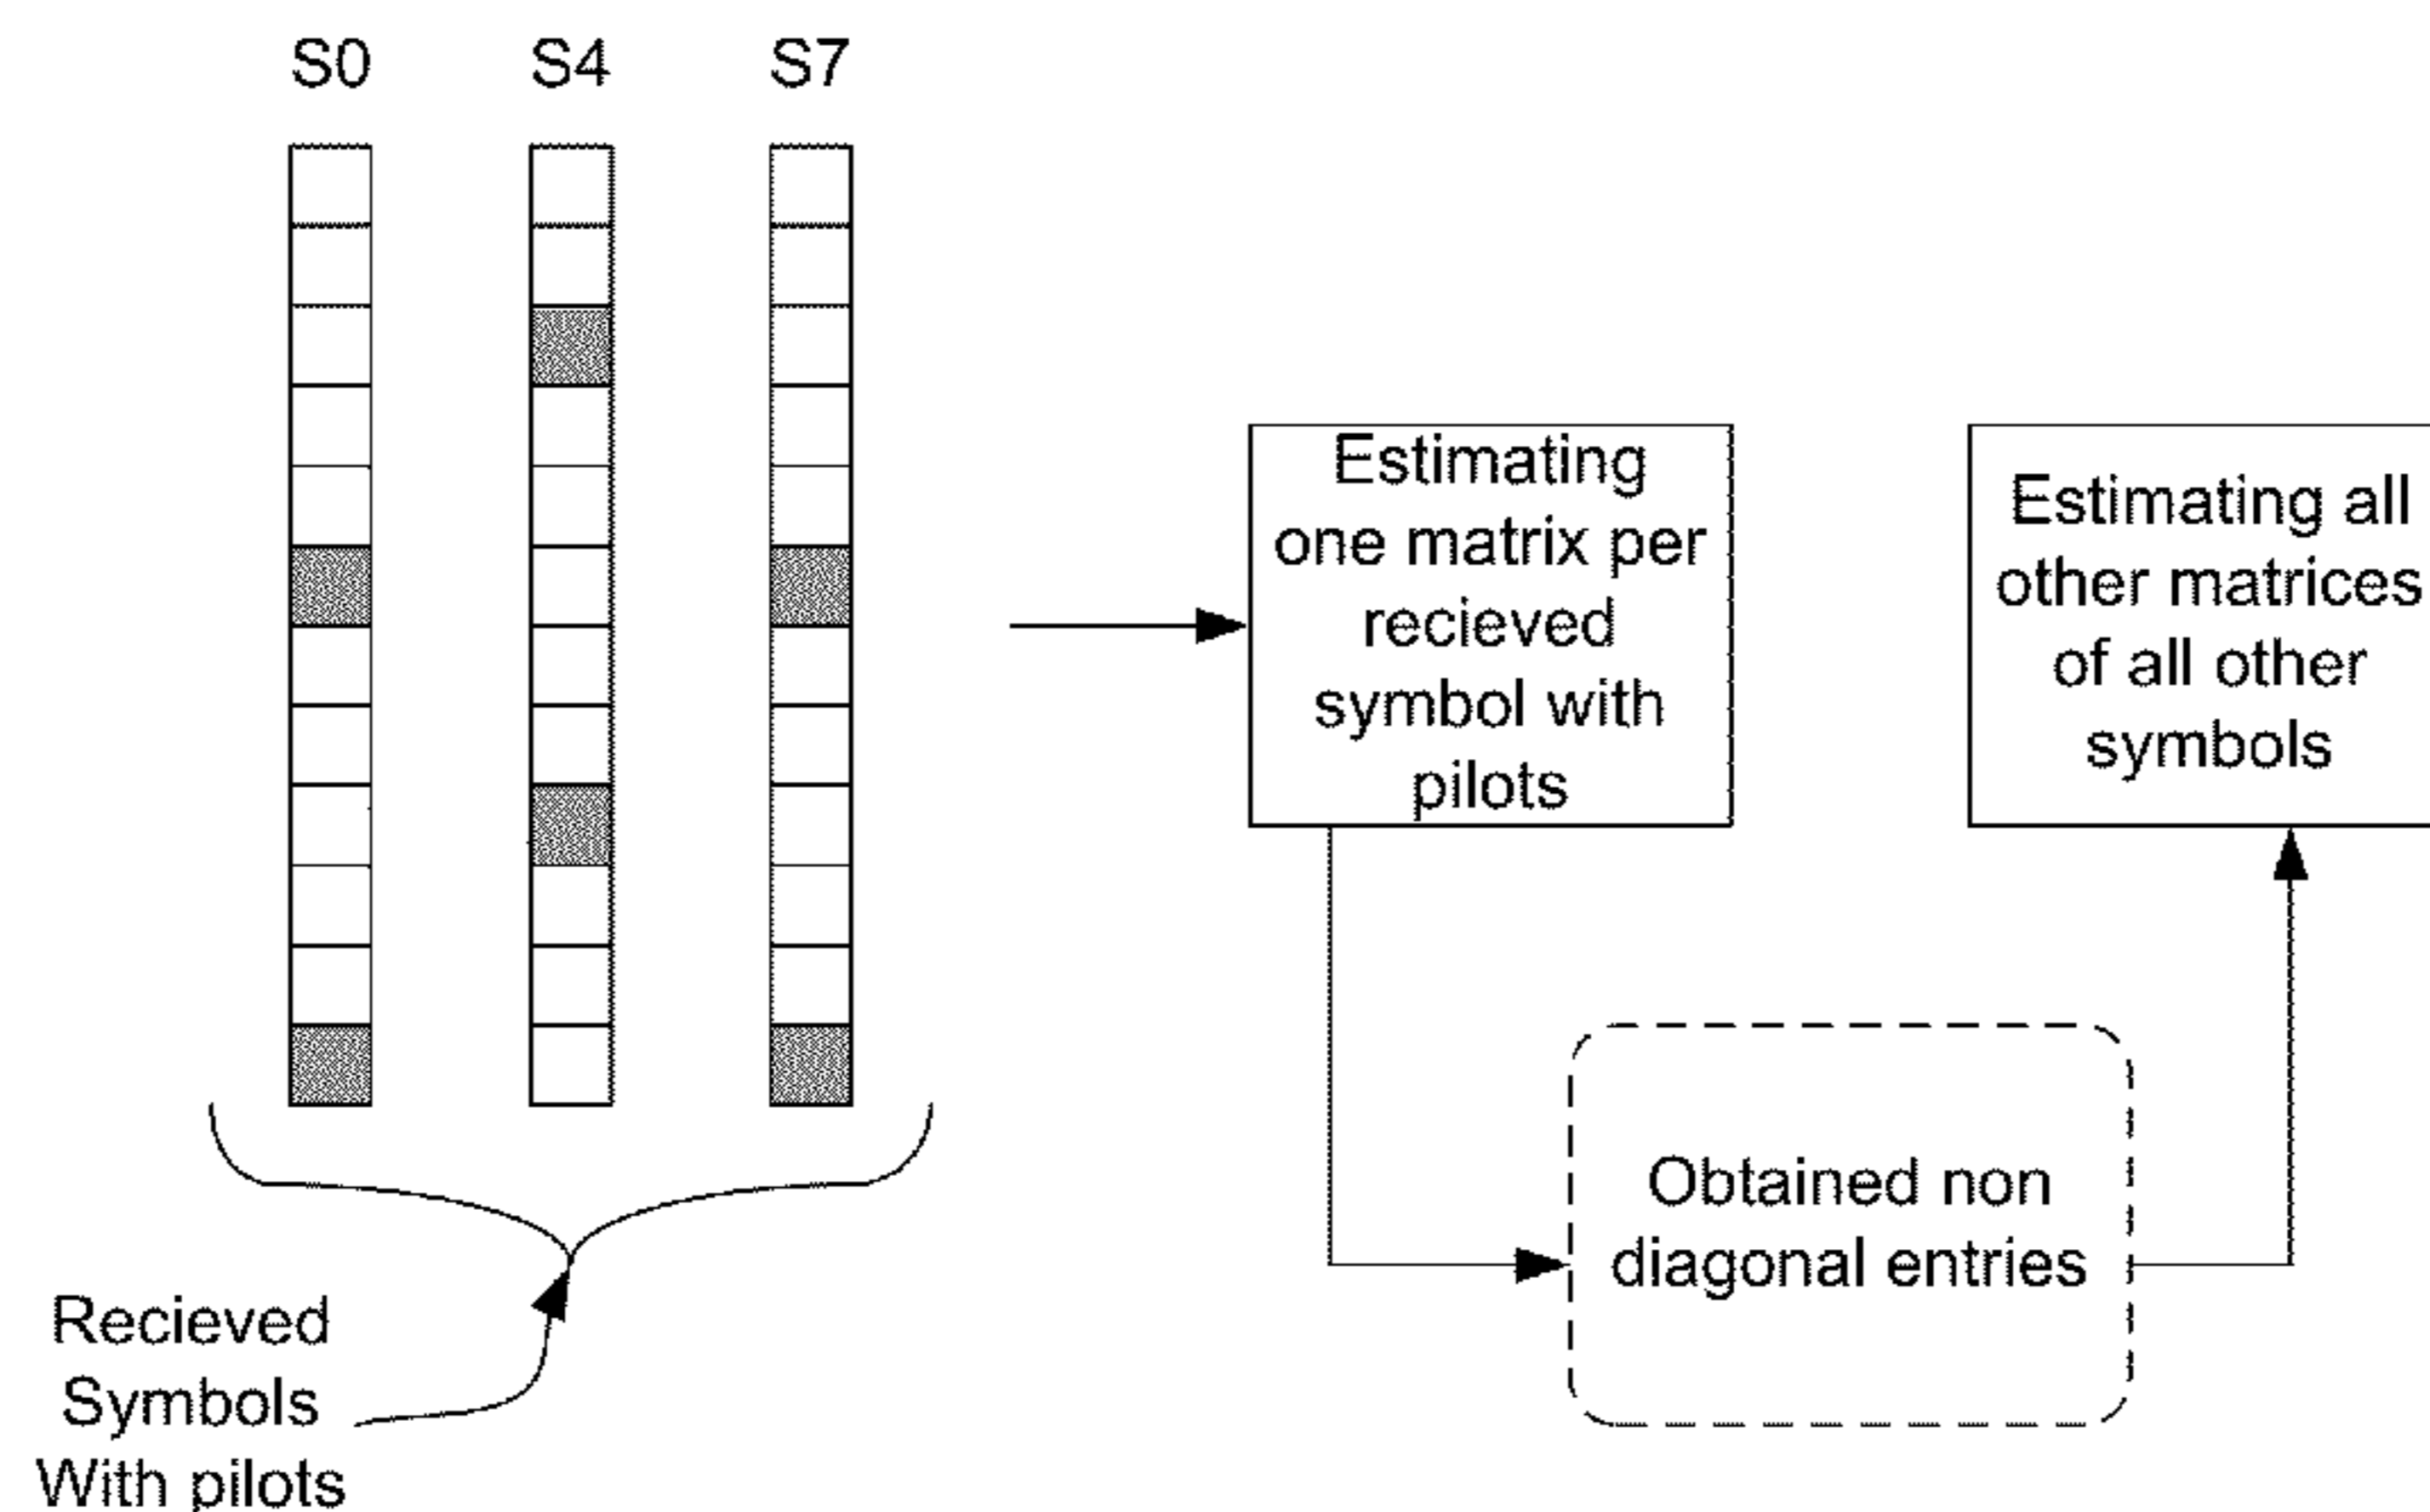 S0 S4 S7
Estimating
one matrix per
recieved
symbol with
pilots
Estimating all
other matrices
of all other
symbols
Obtained non
diagonal entries
Recieved
Symbols
With pilots